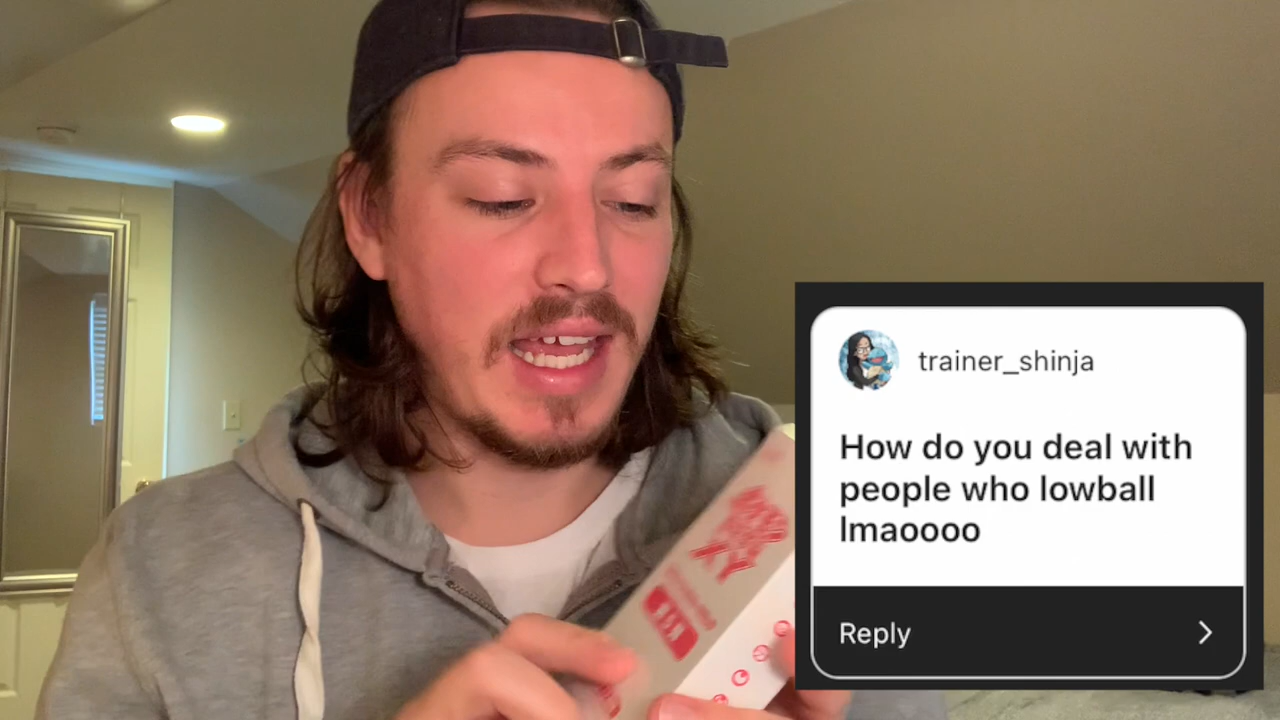 trainer_shinja
How do you deal with
people who lowball
lmaoooo
Reply